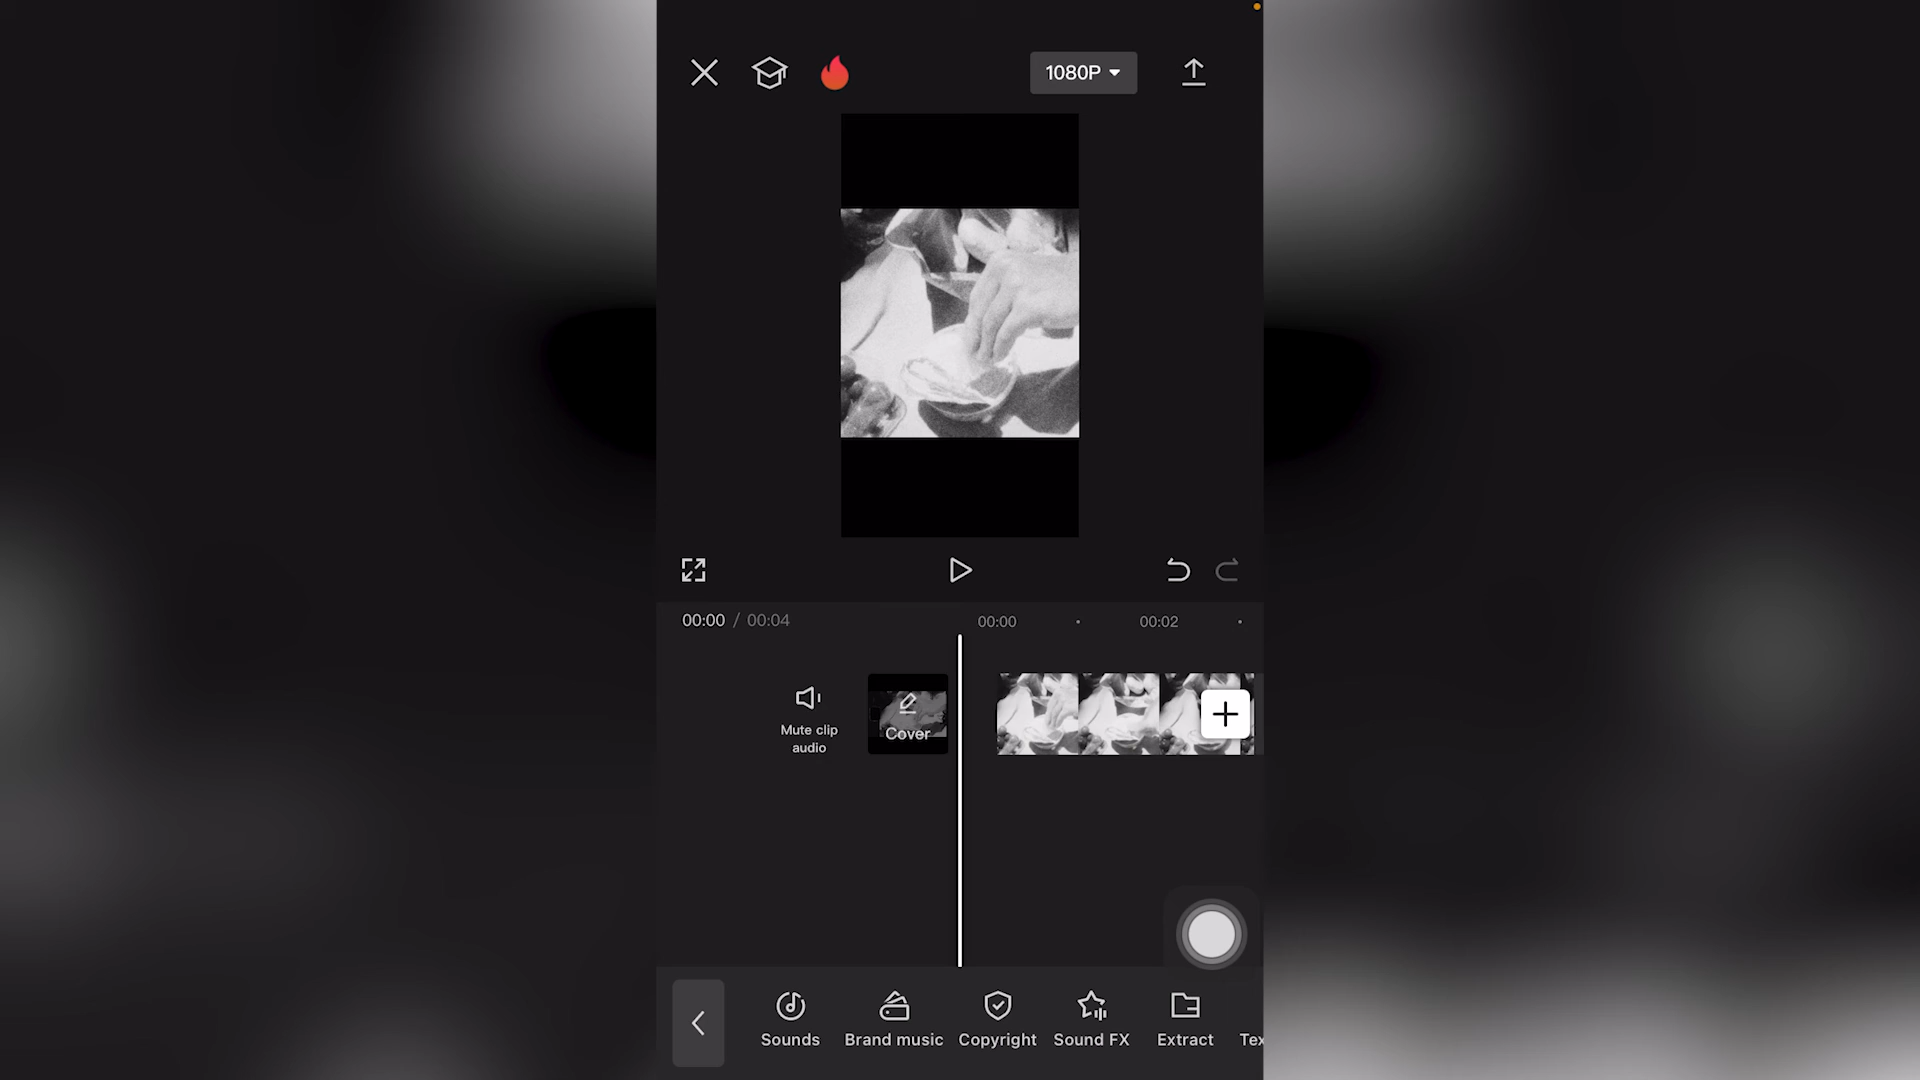 1080P
00:00 / 00:04
00:00
00:02
Mute clip
audio
Cover
Sounds
Brand music
Copyright
Sound FX
Extract
Tex